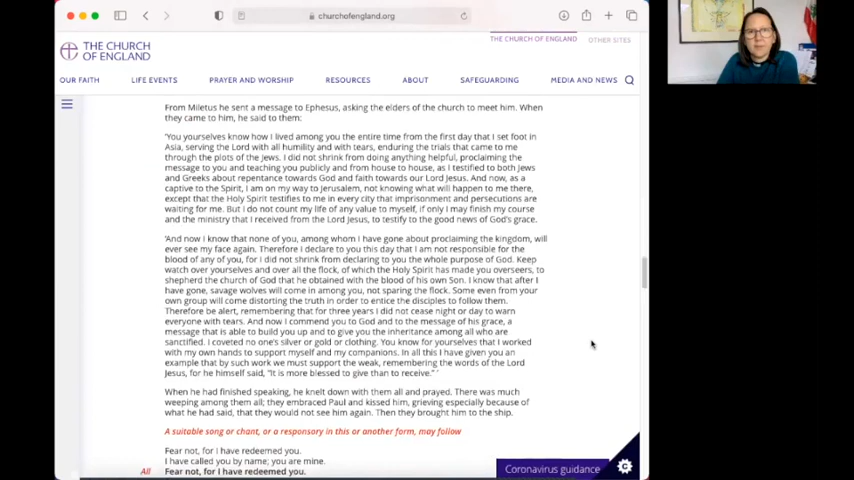 churchofengland.org
THE CHURCH OF ENGLAND
OTHER SITES
THE CHURCH
OF ENGLAND
OUR FAITH
LIFE EVENTS
PRAYER AND WORSHIP
RESOURCES
ABOUT
SAFEGUARDING
MEDIA AND NEWS
From Miletus he sent a message to Ephesus, asking the elders of the church to meet him. When
they came to him, he said to them:
'You yourselves know how I lived among you the entire time from the first day that I set foot in
Asia, serving the Lord with all humility and with tears, enduring the trials that came to me
through the plots of the Jews. I did not shrink from doing anything helpful, proclaiming the
message to you and teaching you publicly and from house to house, as I testified to both Jews
and Greeks about repentance towards God and faith towards our Lord Jesus. And now, as a
captive to the Spirit, I am on my way to Jerusalem, not knowing what will happen to me there,
except that the Holy Spirit testifies to me in every city that imprisonment and persecutions are
waiting for me. But I do not count my life of any value to myself, if only I may finish my course
and the ministry that I received from the Lord Jesus, to testify to the good news of God's grace.
'And now I know that none of you, among whom I have gone about proclaiming the kingdom, will
ever see my face again. Therefore I declare to you this day that I am not responsible for the
blood of any of you, for I did not shrink from declaring to you the whole purpose of God. Keep
watch over yourselves and over all the flock, of which the Holy Spirit has made you overseers, to
shepherd the church of God that he obtained with the blood of his own Son. I know that after I
have gone, savage wolves will come in among you, not sparing the flock. Some even from your
own group will come distorting the truth in order to entice the disciples to follow them.
Therefore be alert, remembering that for three years I did not cease night or day to warn
everyone with tears. And now I commend you to God and to the message of his grace, a
message that is able to build you up and to give you the inheritance among all who are
sanctified. I coveted no one's silver or gold or clothing. You know for yourselves that I worked
with my own hands to support myself and my companions. In all this I have given you an
example that by such work we must support the weak, remembering the words of the Lord
Jesus, for he himself said, "It is more blessed to give than to receive." '
When he had finished speaking, he knelt down with them all and prayed. There was much
weeping among them all; they embraced Paul and kissed him, grieving especially because of
what he had said, that they would not see him again. Then they brought him to the ship.
A suitable song or chant, or a responsory in this or another form, may follow
Fear not, for I have redeemed you.
I have called you by name; you are mine.
All Fear not, for I have redeemed you.
Coronavirus guidance